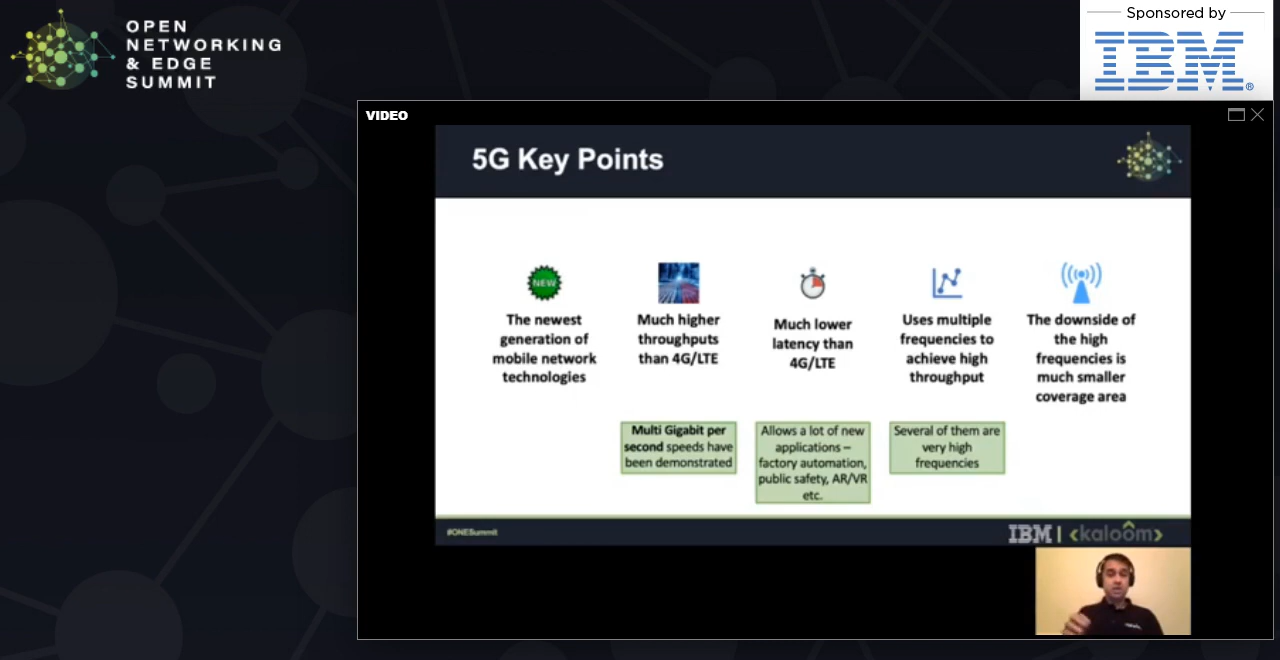 OPEN
NETWORKING
& EDGE
SUMMIT
Sponsored by
IBM®
VIDEO
5G Key Points
NEW
The newest
generation of
mobile network
technologies
Much higher
throughputs
than 4G/LTE
Much lower
latency than
4G/LTE
Uses multiple
frequencies to
achieve high
throughput
The downside of
the high
frequencies is
much smaller
coverage area
Multi Gigabit per
second speeds have
been demonstrated
Allows a lot of new
applications –
factory automation,
public safety, AR/VR
etc.
Several of them are
very high
frequencies
#ONESummit
IBM | <kaloom>